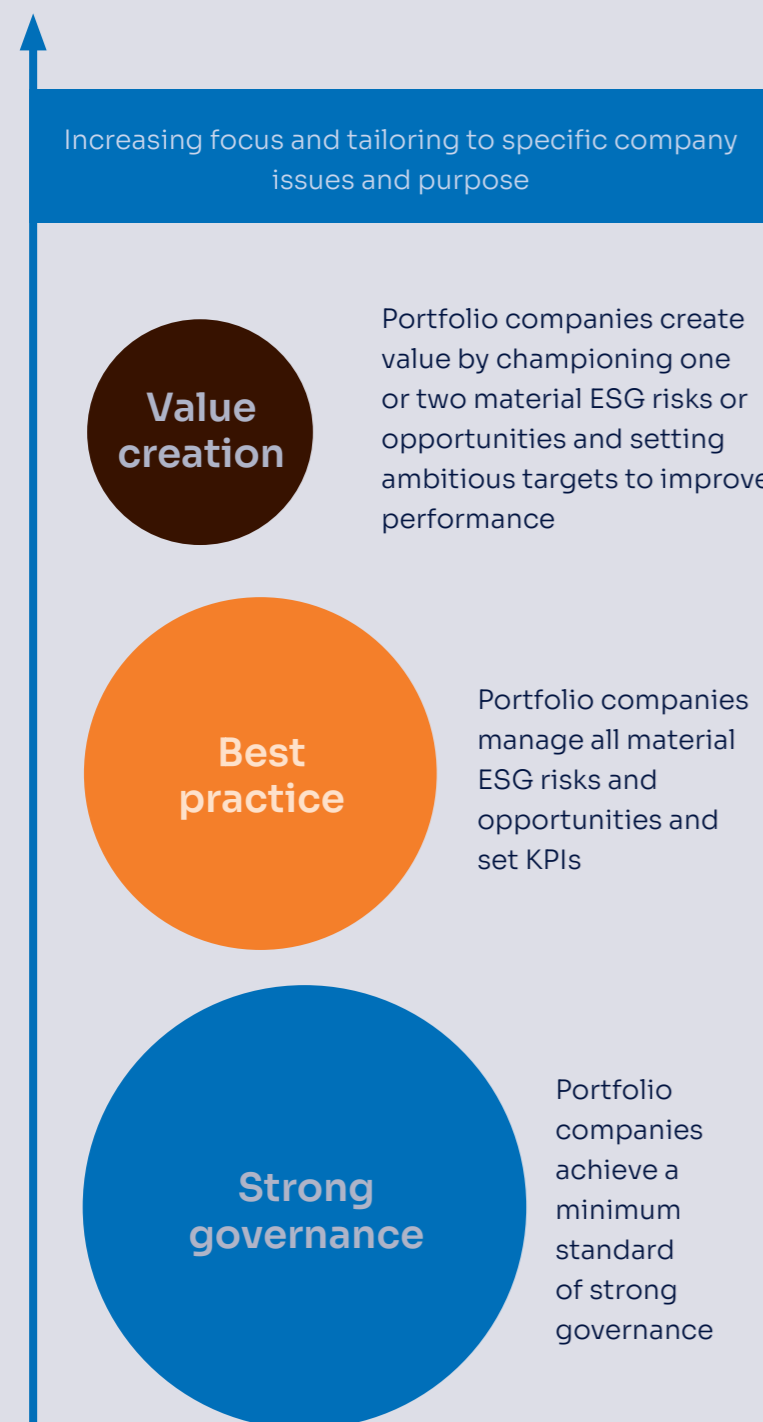 Increasing focus and tailoring to specific company
issues and purpose
Value
creation
Portfolio companies create
value by championing one
or two material ESG risks or
opportunities and setting
ambitious targets to improve
performance
Best
practice
Portfolio companies
manage all material
ESG risks and
opportunities and
set KPIs
Strong
governance
Portfolio
companies
achieve a
minimum
standard
of strong
governance